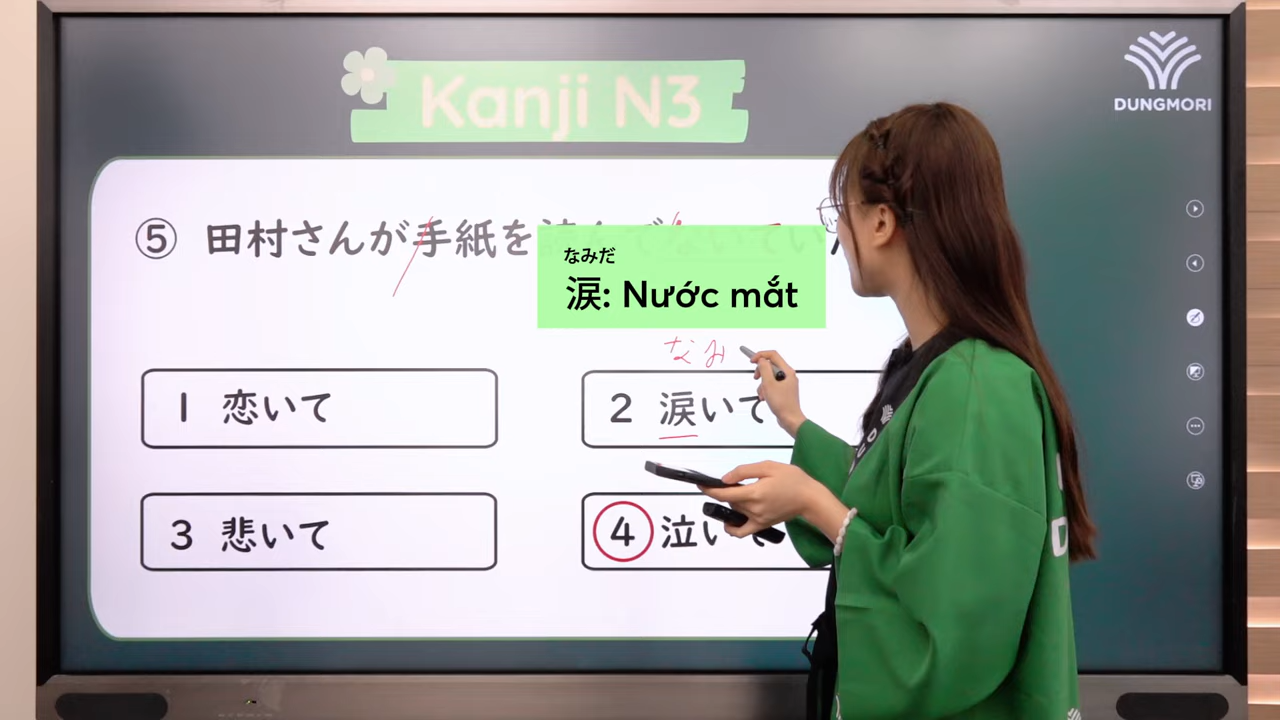 Kanji N3
DUNGMORI
⑤ 田村さんが手紙を
なみだ
涙: Nước mắt
なみ
1 恋いて
2 涙いて
3 悲いて
4 泣いて